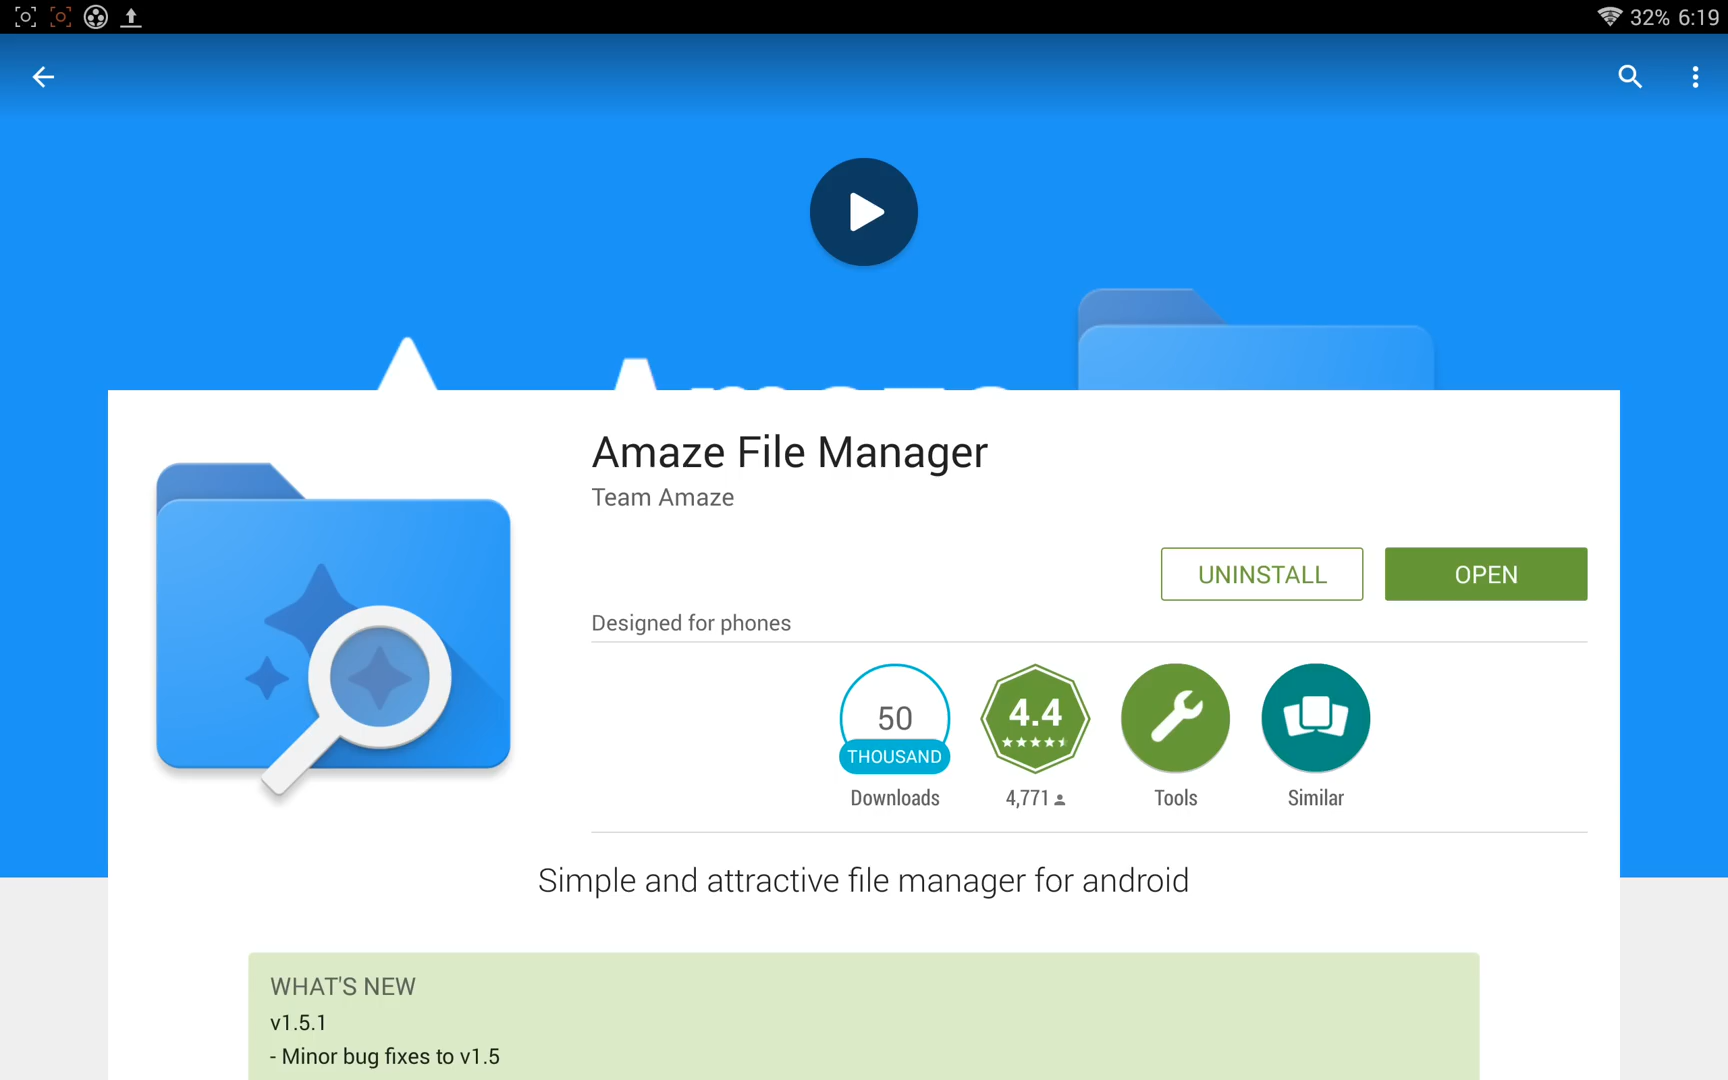 32% 6:19
Amaze File Manager
Team Amaze
UNINSTALL
OPEN
Designed for phones
50
THOUSAND
Downloads
4.4
4,771
Tools
Similar
Simple and attractive file manager for android
WHAT'S NEW
v1.5.1
- Minor bug fixes to v1.5